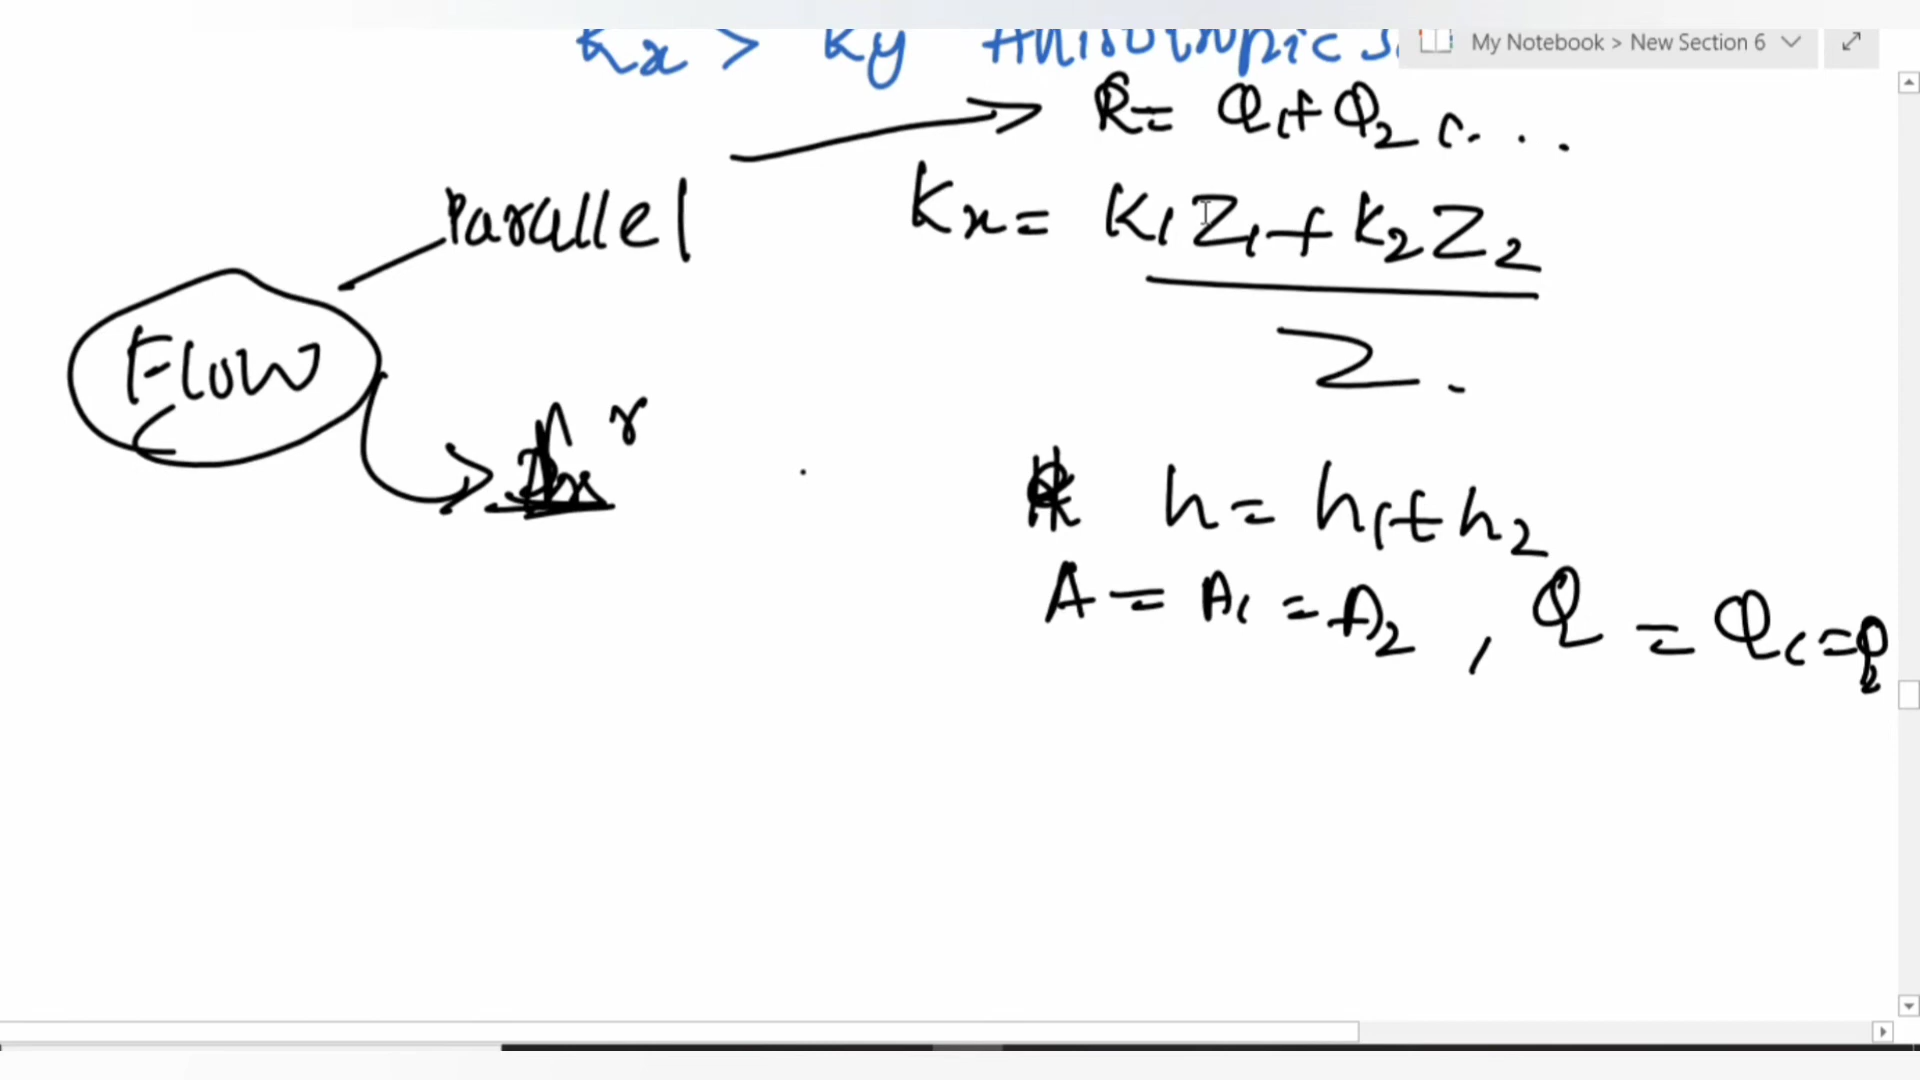 Kx > Ky Anisotropic S
My Notebook > New Section 6
R= Q1+Q2 ....
Parallel
Kx = K1Z1+K2Z2
Z.
Flow
r
h = h1+h2
A = A1 = A2 , Q = Q1 = Q2